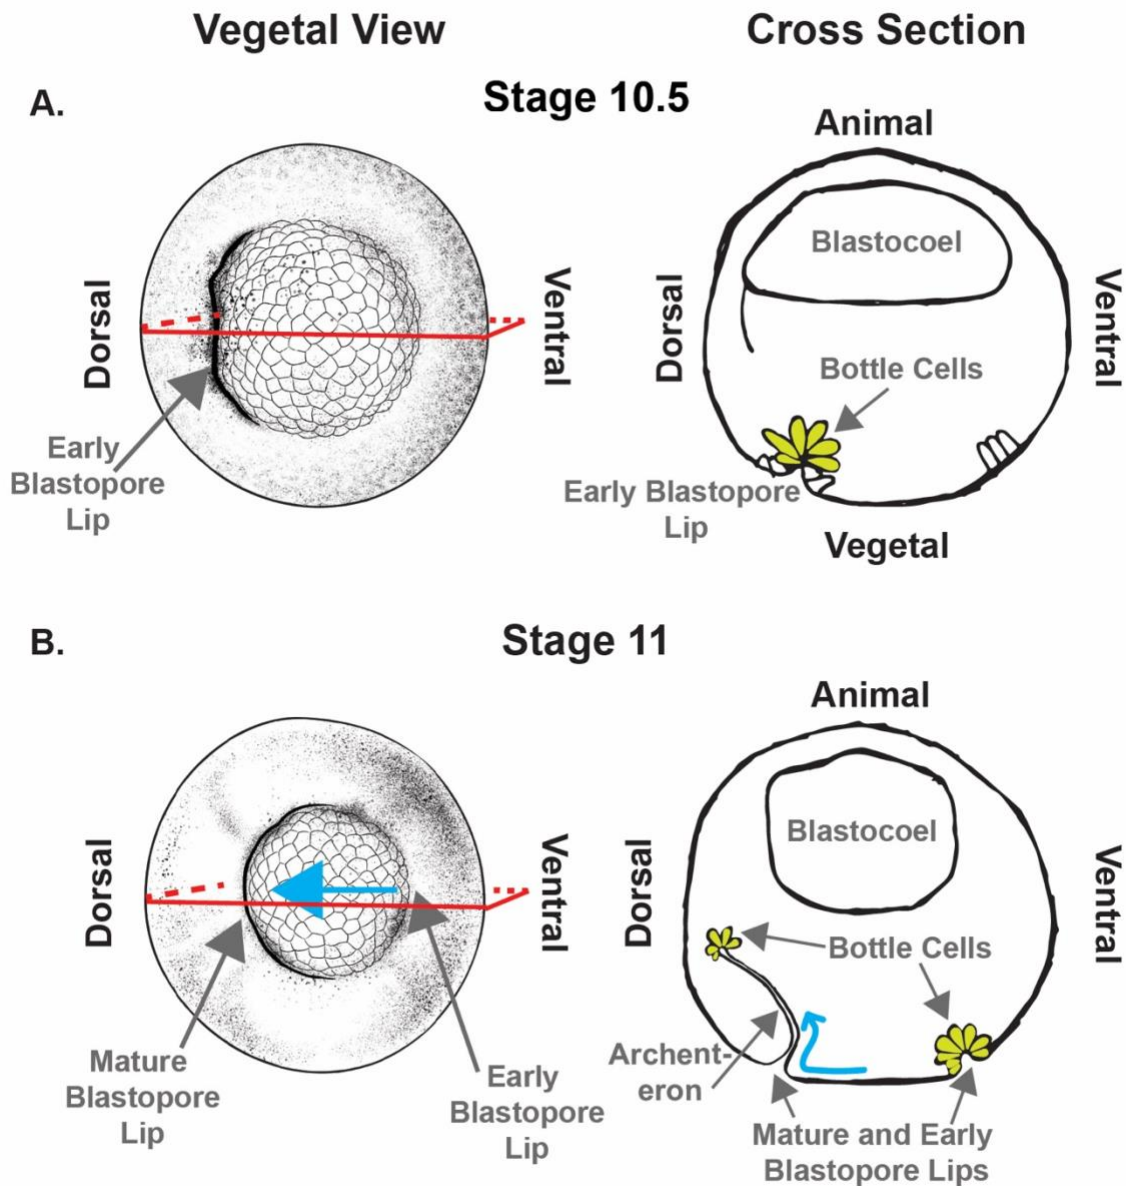 Vegetal View
Cross Section
Stage 10.5
A.
Animal
Blastocoel
Dorsal
Ventral
Dorsal
Ventral
Bottle Cells
Early
Blastopore
Lip
Early Blastopore
Lip
Vegetal
B.
Stage 11
Animal
Blastocoel
Dorsal
Ventral
Dorsal
Ventral
Bottle Cells
Mature
Blastopore
Lip
Early
Blastopore
Lip
Archent-
eron
Mature and Early
Blastopore Lips